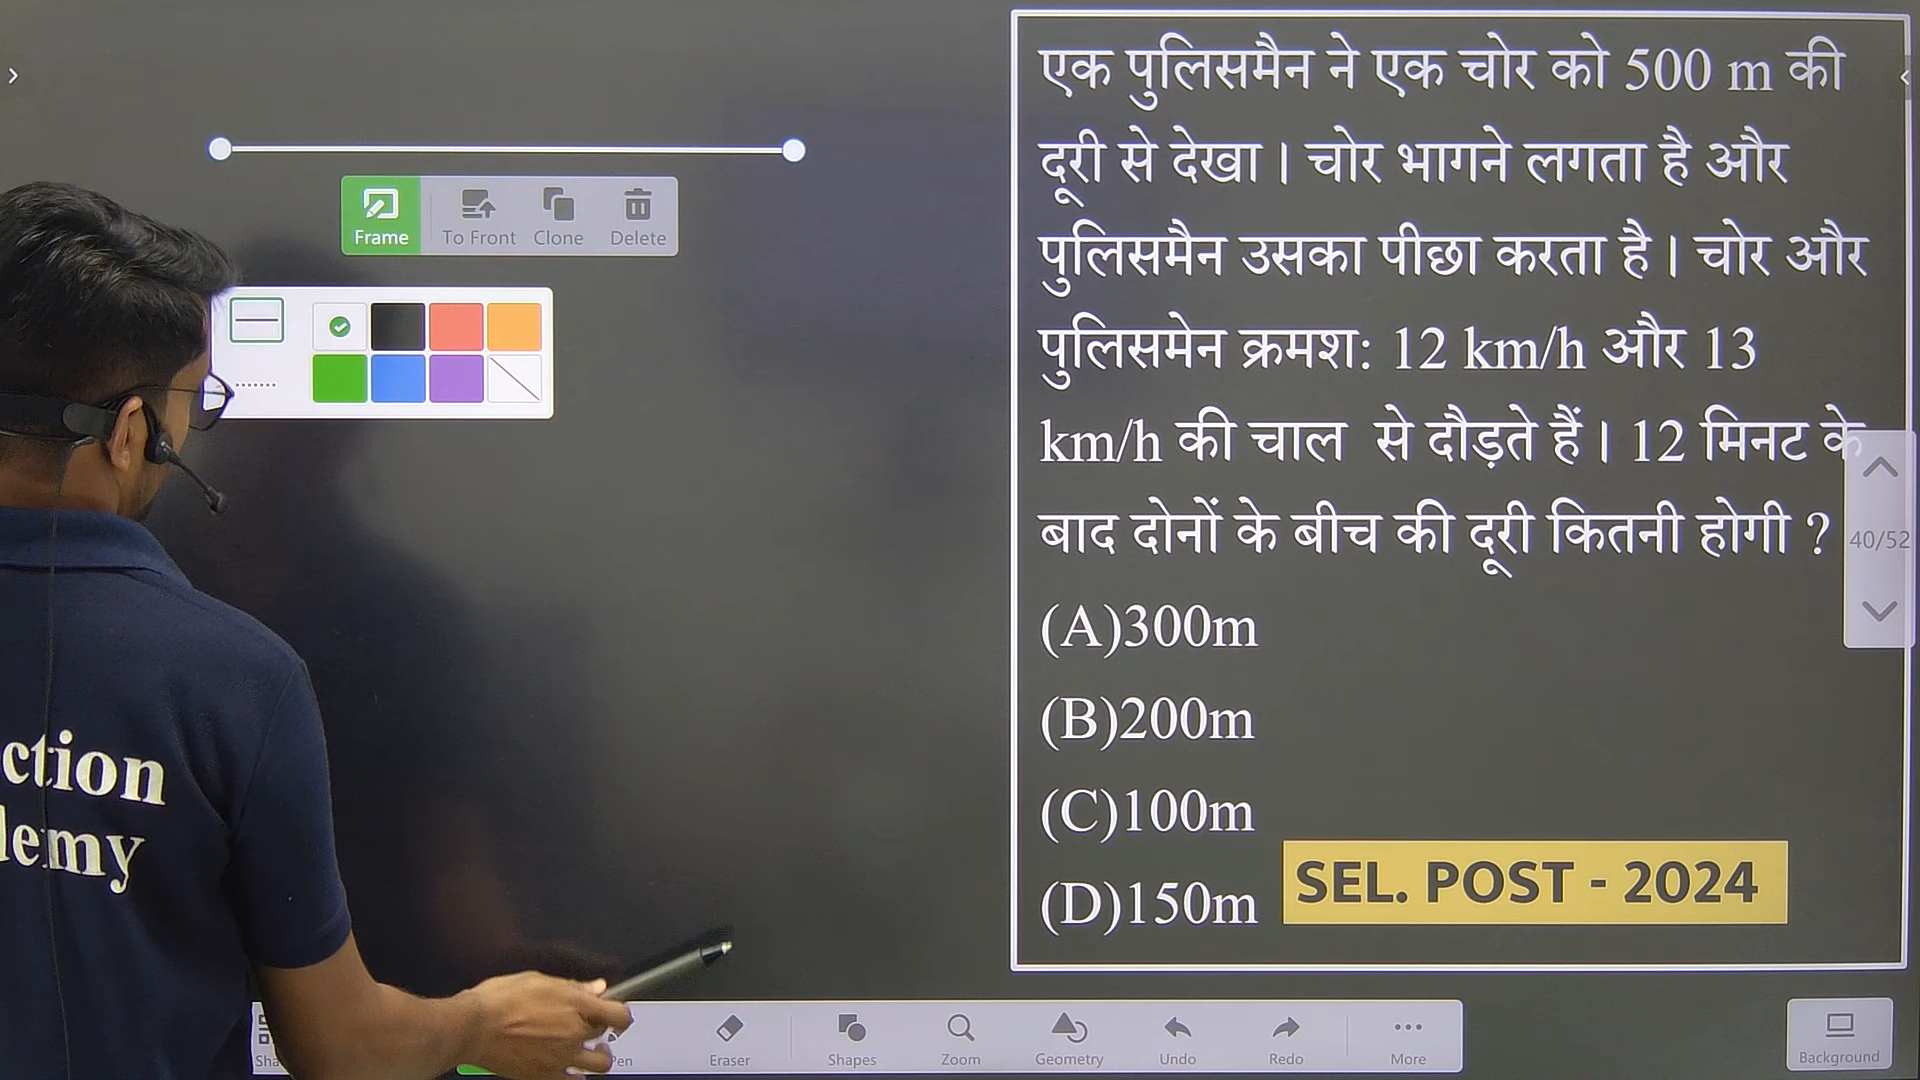 एक पुलिसमैन ने एक चोर को 500 m की
दूरी से देखा। चोर भागने लगता है और
पुलिसमैन उसका पीछा करता है। चोर और
पुलिसमेन क्रमश: 12 km/h और 13
km/h की चाल से दौड़ते हैं। 12 मिनट के
बाद दोनों के बीच की दूरी कितनी होगी ?
(A)300m
(B)200m
(C)100m
(D)150m
SEL. POST - 2024
40/52
Frame To Front Clone Delete
ction
demy
Pen Eraser Shapes Zoom Geometry Undo Redo More
Background